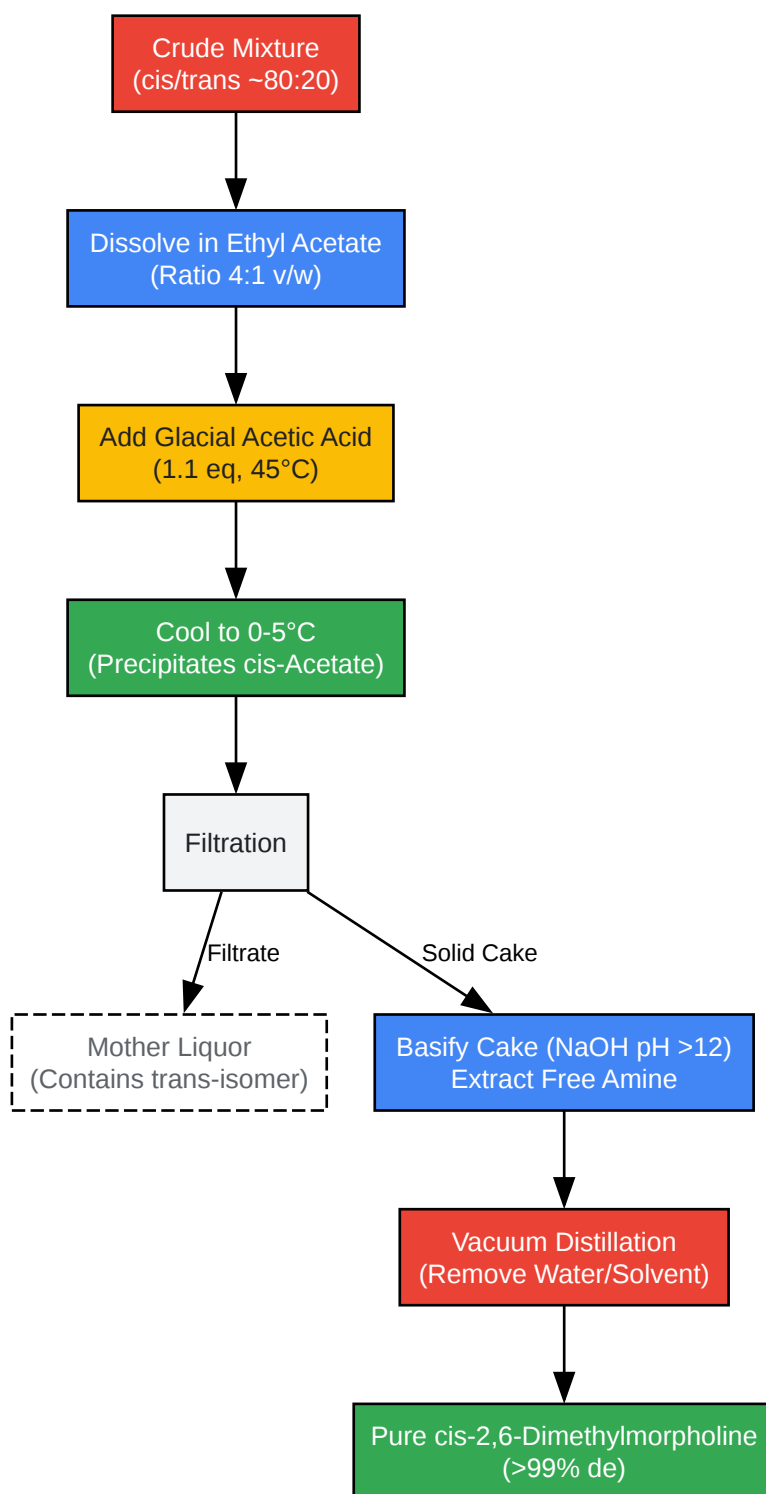 Crude Mixture
(cis/trans ~80:20)
Dissolve in Ethyl Acetate
(Ratio 4:1 v/w)
Add Glacial Acetic Acid
(1.1 eq, 45°C)
Cool to 0-5°C
(Precipitates cis-Acetate)
Filtration
Filtrate
Solid Cake
Mother Liquor
(Contains trans-isomer)
Basify Cake (NaOH pH >12)
Extract Free Amine
Vacuum Distillation
(Remove Water/Solvent)
Pure cis-2,6-Dimethylmorpholine
(>99% de)